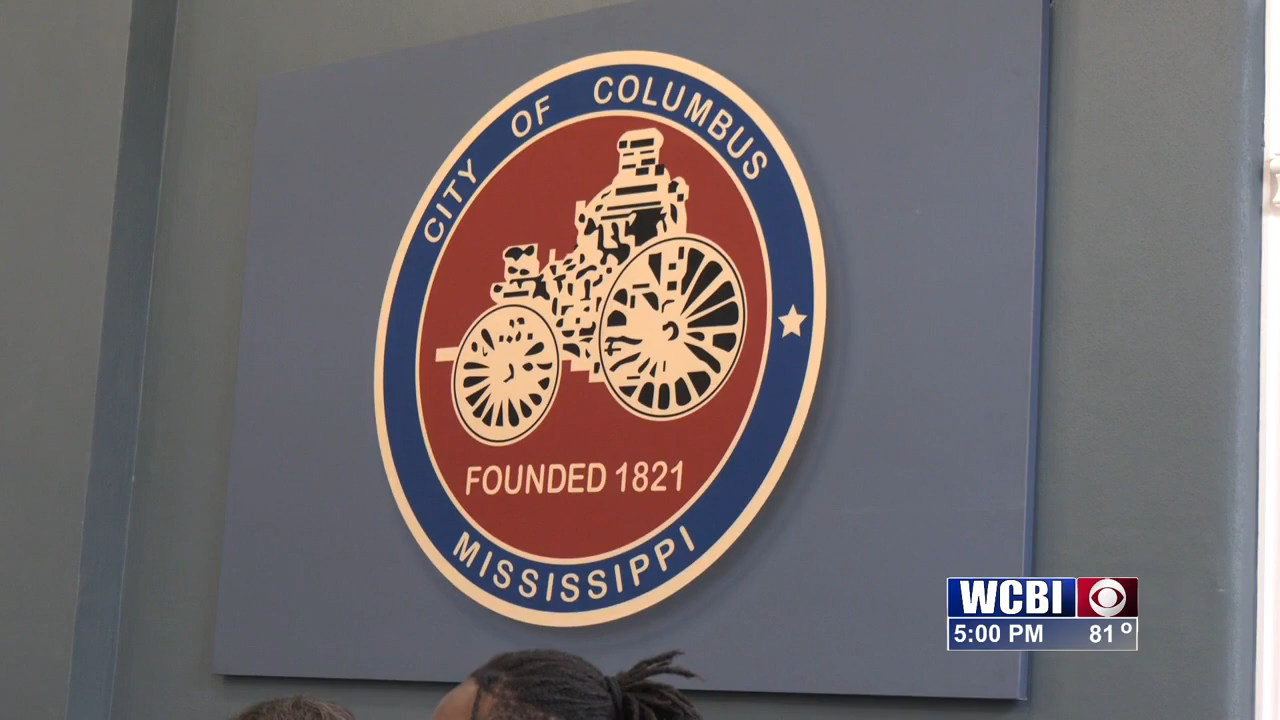 CITY OF COLUMBUS
FOUNDED 1821
MISSISSIPPI
WCBI
5:00 PM 81°